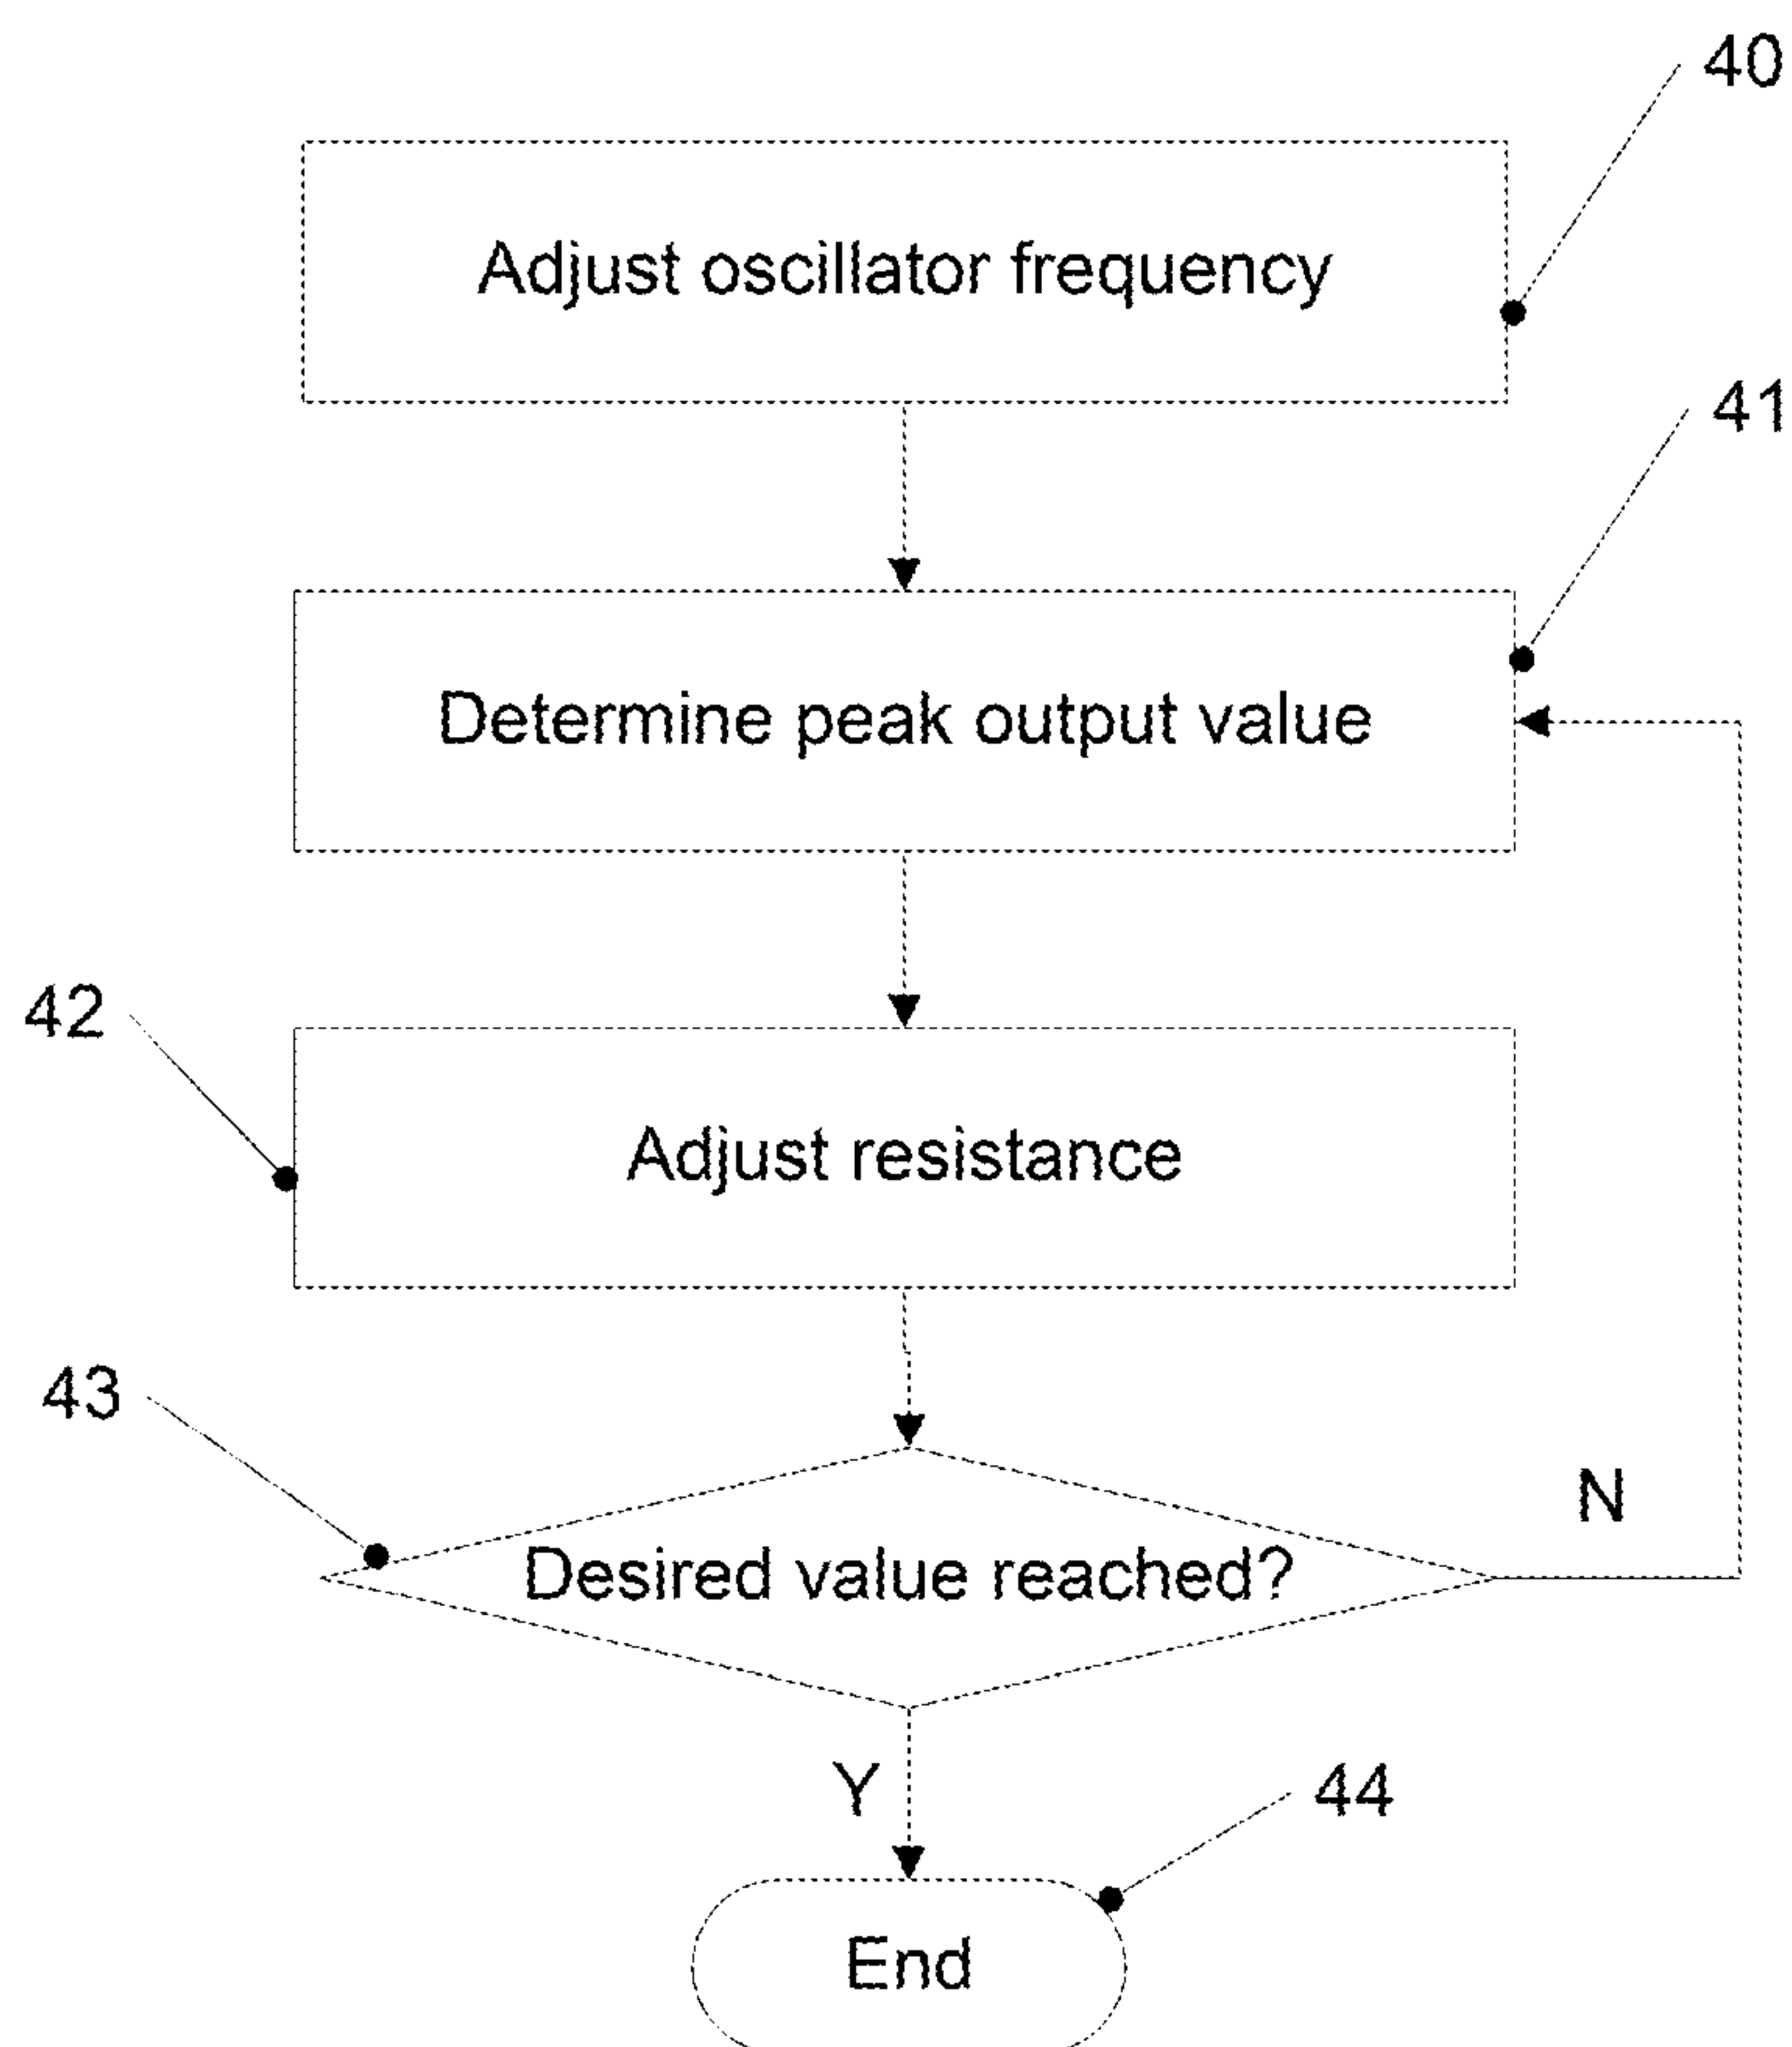 40
Adjust oscillator frequency
41
Determine peak output value
42
Adjust resistance
43
Desired value reached?
N
Y
44
End